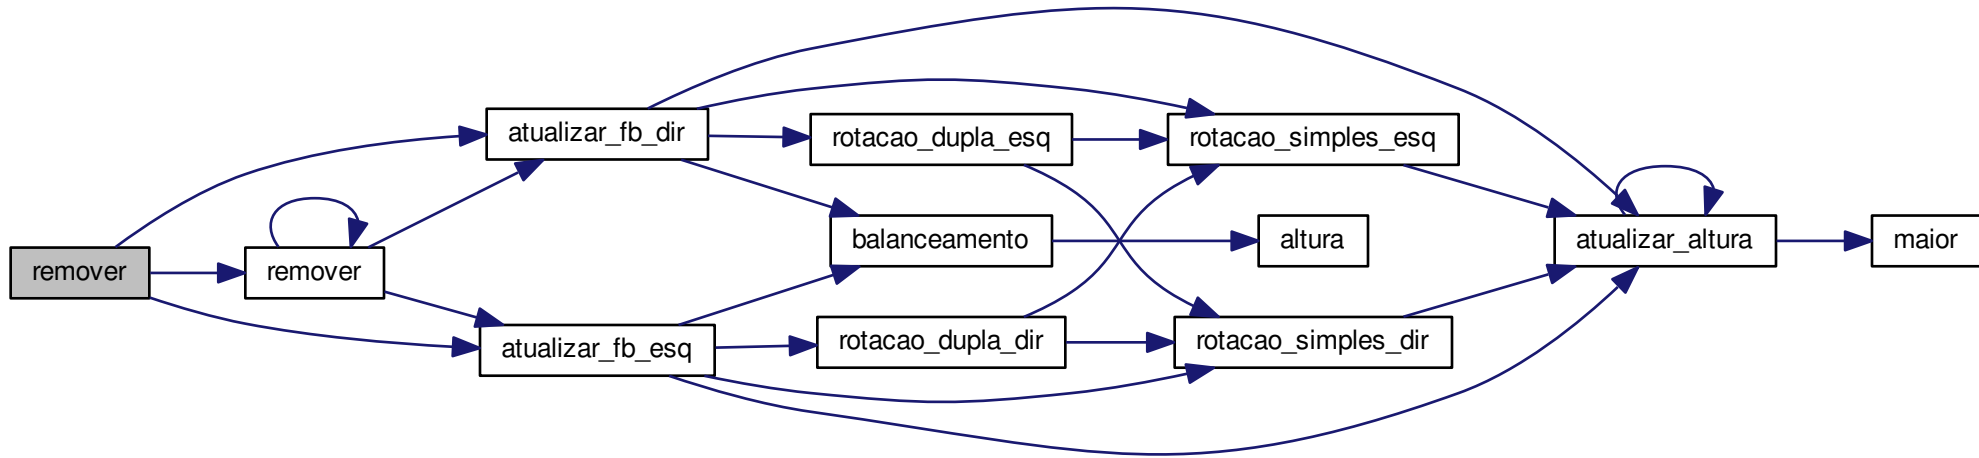 remover
remover
atualizar_fb_dir
atualizar_fb_esq
rotacao_dupla_esq
balanceamento
rotacao_dupla_dir
rotacao_simples_esq
altura
rotacao_simples_dir
atualizar_altura
maior